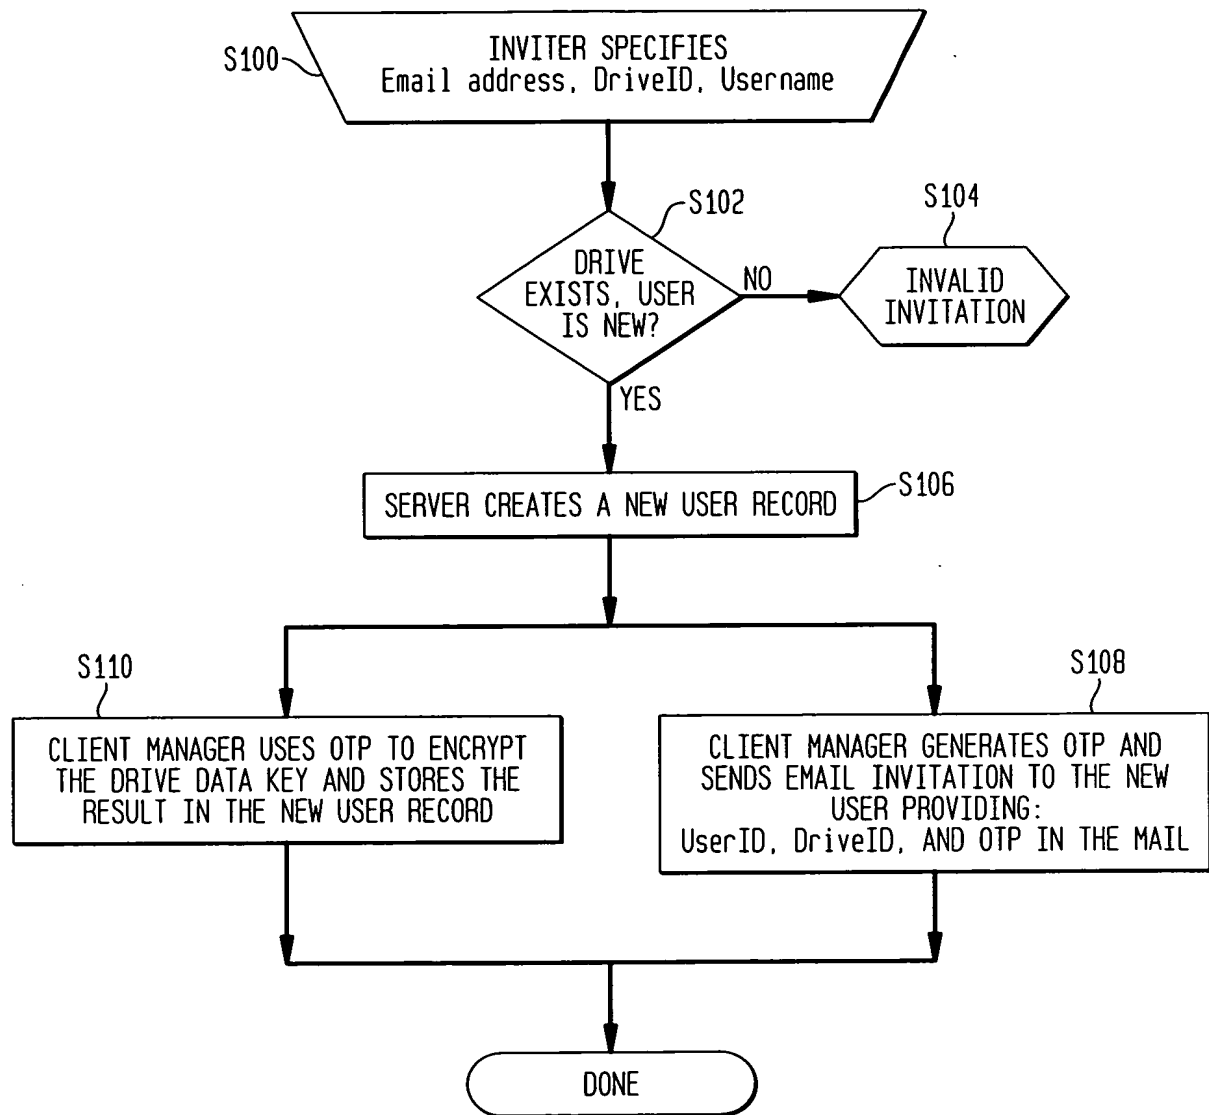 S100
INVITER SPECIFIES
Email address, DriveID, Username
S102
DRIVE
EXISTS, USER
IS NEW?
NO
S104
INVALID
INVITATION
YES
SERVER CREATES A NEW USER RECORD
S106
S110
CLIENT MANAGER USES OTP TO ENCRYPT
THE DRIVE DATA KEY AND STORES THE
RESULT IN THE NEW USER RECORD
S108
CLIENT MANAGER GENERATES OTP AND
SENDS EMAIL INVITATION TO THE NEW
USER PROVIDING:
UserID, DriveID, AND OTP IN THE MAIL
DONE